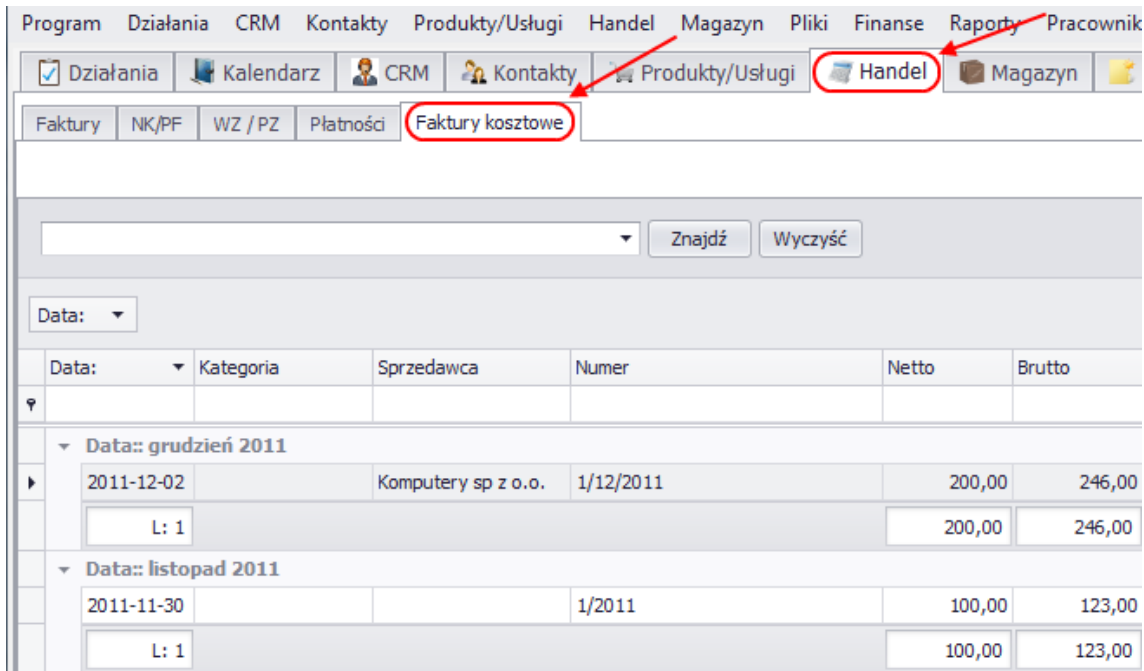 Program Działania CRM Kontakty Produkty/Usługi Handel Magazyn Pliki Finanse Raporty Pracownik
Działania Kalendarz CRM Kontakty Produkty/Usługi Handel Magazyn
Faktury NK/PF WZ / PZ Płatności Faktury kosztowe
Znajdź Wyczyść
Data:
Data: Kategoria Sprzedawca Numer Netto Brutto
Data:: grudzień 2011
2011-12-02 Komputery sp z o.o. 1/12/2011 200,00 246,00
L: 1 200,00 246,00
Data:: listopad 2011
2011-11-30 1/2011 100,00 123,00
L: 1 100,00 123,00